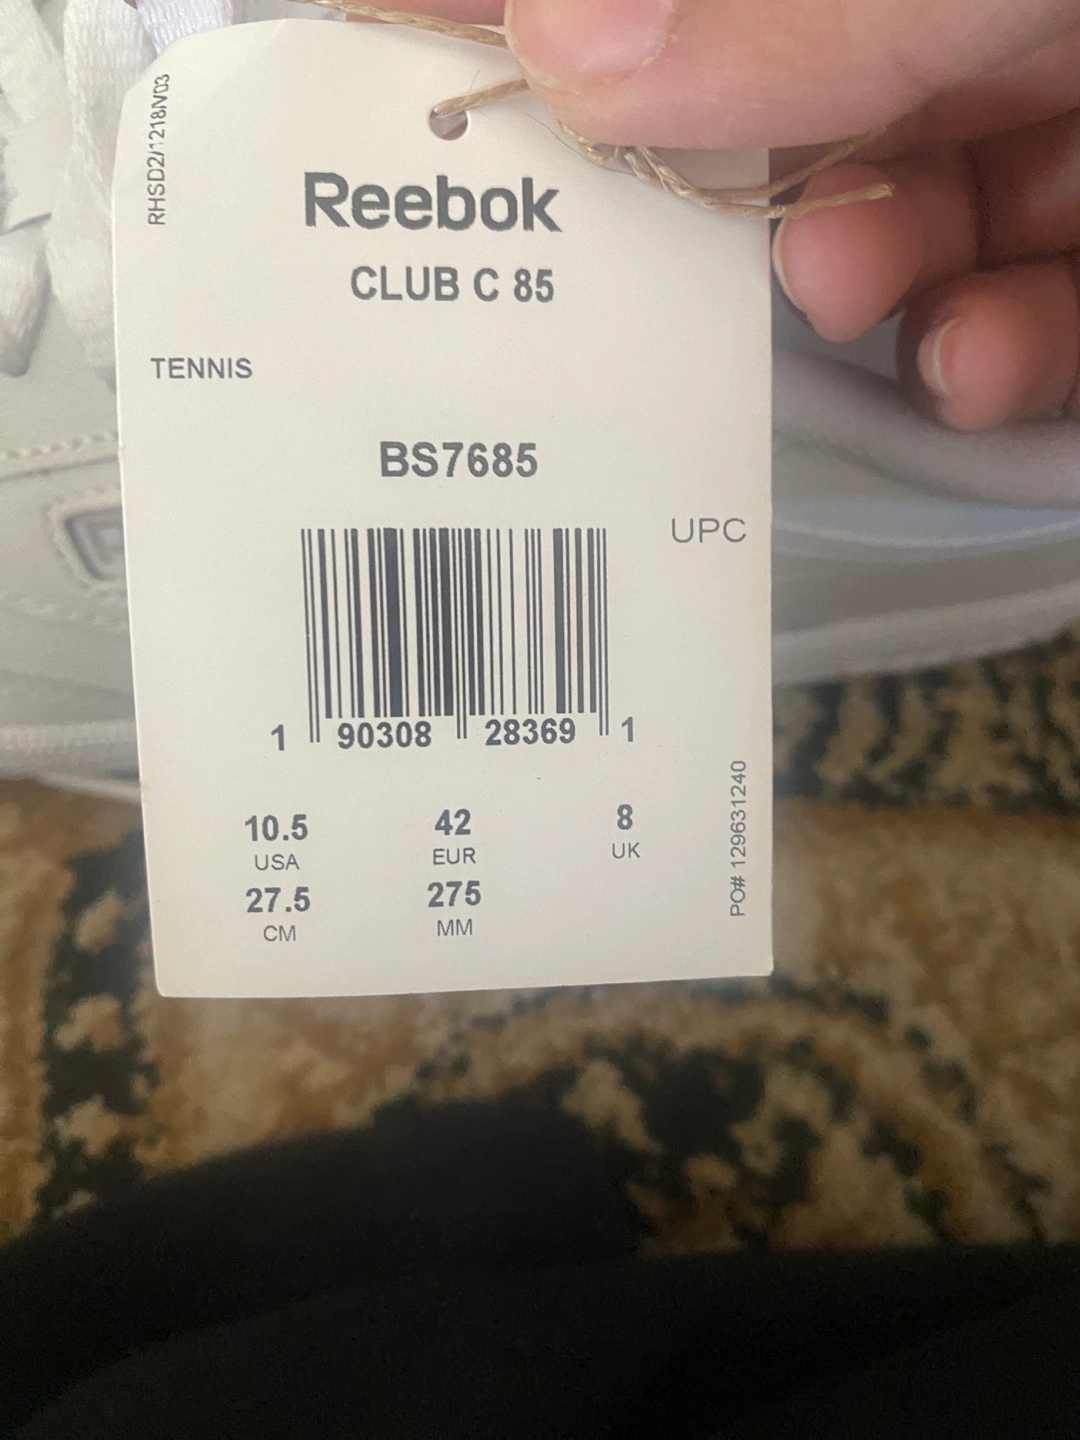 RHSD2/1218N03
Reebok
CLUB C 85
TENNIS
BS7685
UPC
1 90308 28369 1
10.5 42 8
USA EUR UK
27.5 275
CM MM
PO# 129631240